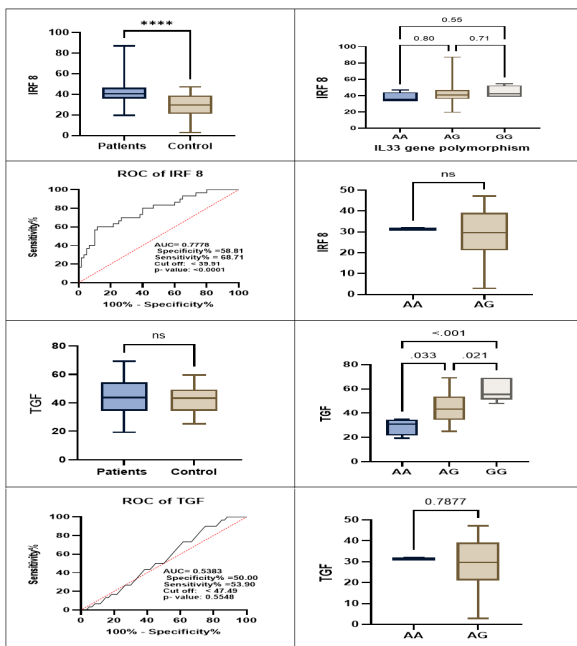 ****
IRF 8
100
80
60
40
20
0
Patients
Control
0.55
0.80
0.71
IRF 8
100
80
60
40
20
0
AA
AG
GG
IL33 gene polymorphism
ROC of IRF 8
Sensitivity%
100
80
60
40
20
0
AUC= 0.7778
Specificity% =58.81
Sensitivity% = 68.71
Cut off: < 39.91
p- value: <0.0001
0 20 40 60 80 100
100% - Specificity%
ns
IRF 8
50
40
30
20
10
0
AA
AG
ns
TGF
80
60
40
20
0
Patients
Control
<.001
.033
.021
TGF
80
60
40
20
0
AA
AG
GG
ROC of TGF
Sensitivity%
100
80
60
40
20
0
AUC= 0.5383
Specificity% =50.00
Sensitivity% =53.90
Cut off: < 47.49
p- value: 0.5548
0 20 40 60 80 100
100% - Specificity%
0.7877
TGF
50
40
30
20
10
0
AA
AG